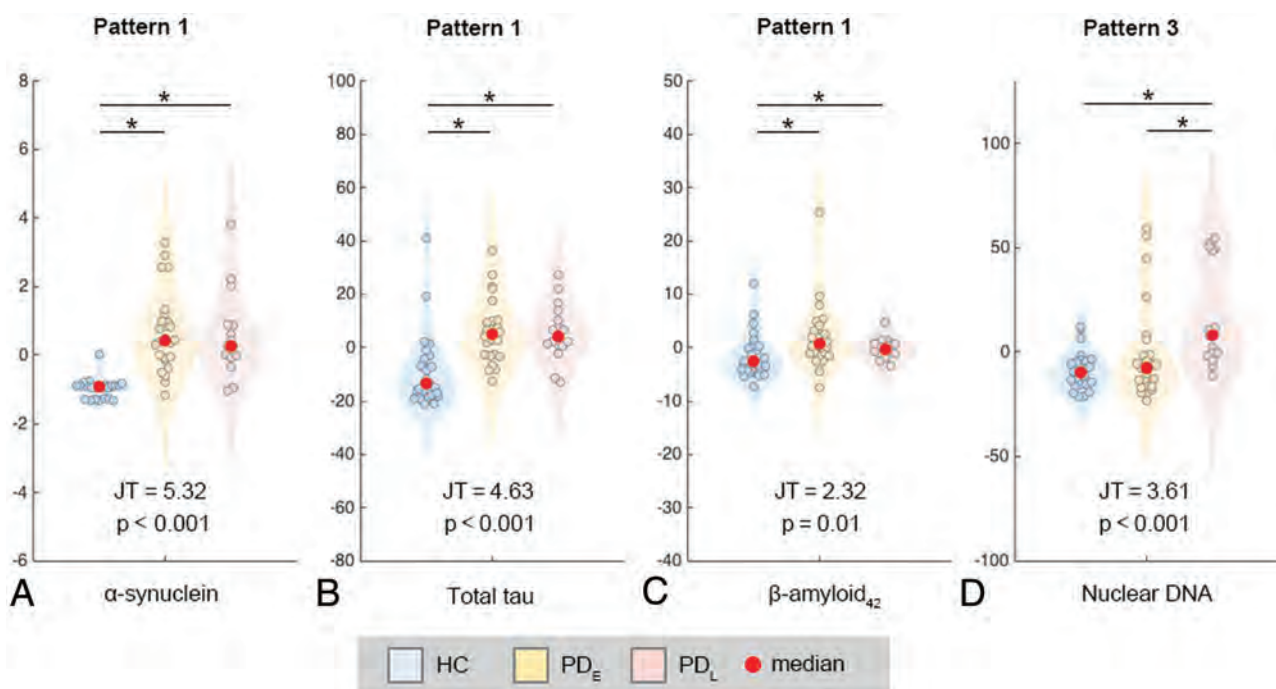 Pattern 1 Pattern 1 Pattern 1 Pattern 3
A
8
6
4
2
0
-2
-4
-6
* *
JT = 5.32
p < 0.001
α-synuclein
B
100
80
60
40
20
0
-20
-40
-60
-80
* *
JT = 4.63
p < 0.001
Total tau
C
50
40
30
20
10
0
-10
-20
-30
-40
* *
JT = 2.32
p = 0.01
β-amyloid₄₂
D
100
50
0
-50
-100
* *
JT = 3.61
p < 0.001
Nuclear DNA
HC PD_E PD_L median